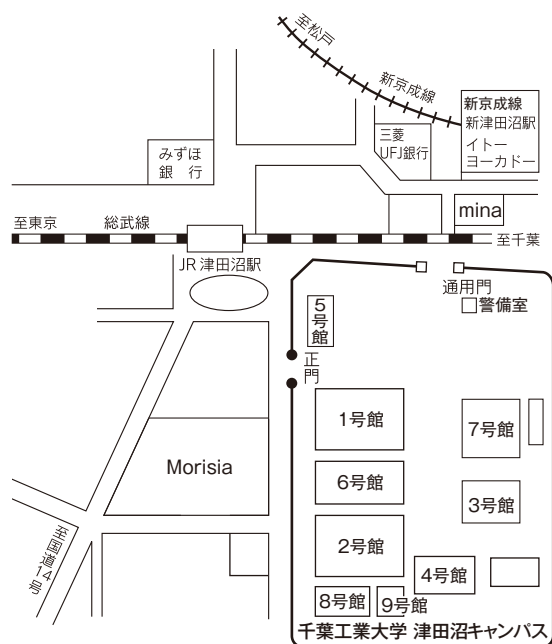 至松戸
新京成線
新京成線
新津田沼駅
イトー
ヨーカドー
三菱
UFJ銀行
みずほ
銀行
mina
至東京
総武線
至千葉
JR津田沼駅
通用門
警備室
5号館
正門
1号館
7号館
Morisia
6号館
3号館
2号館
至国道14号
4号館
8号館
9号館
千葉工業大学 津田沼キャンパス